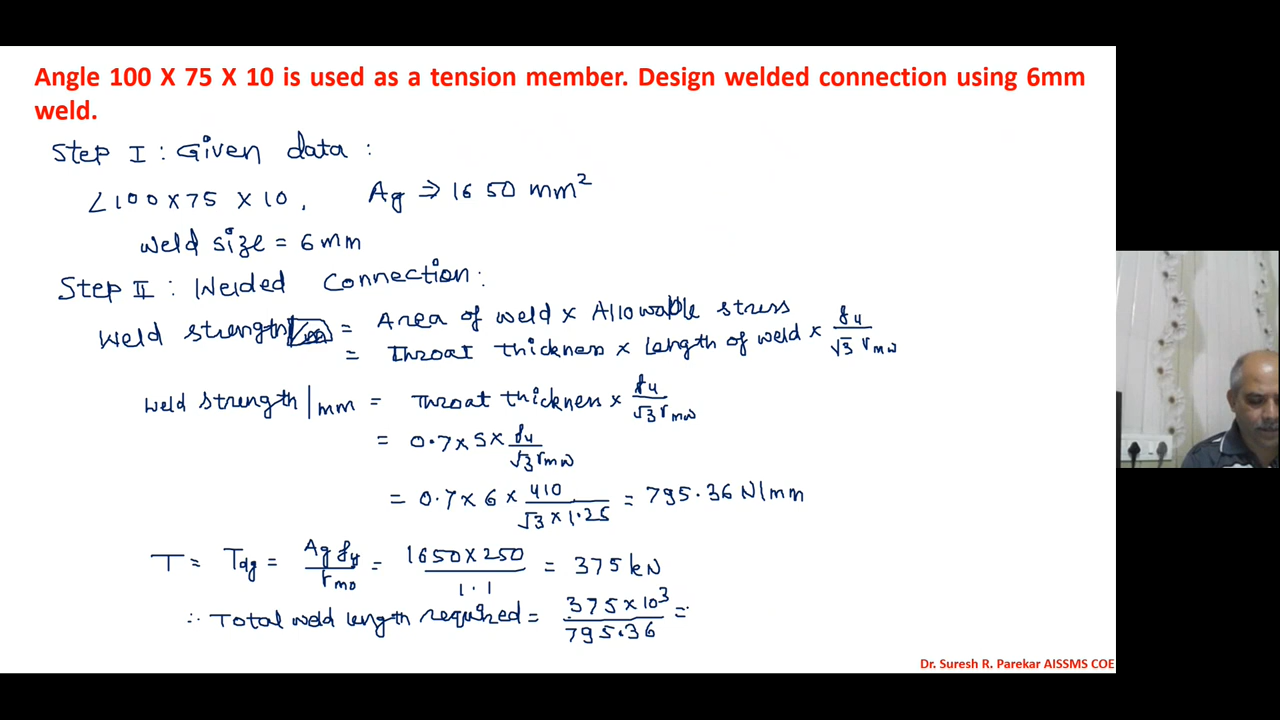 Angle 100 X 75 X 10 is used as a tension member. Design welded connection using 6mm
weld.
Step I : Given data :
∠100 X 75 X 10 , Ag ⇒ 1650 mm²
Weld size = 6 mm
Step II : Welded Connection :
Weld strength = Area of weld x Allowable stress
= Throat thickness x Length of weld x fu/√3 γmw
Weld strength | mm = Throat thickness x fu/√3 γmw
= 0.7 x S x fu/√3 γmw
= 0.7 x 6 x 410/√3 x 1.25 = 795.36 N/mm
T = Tdg = Ag fy/γmo = 1650 X 250/1.1 = 375 kN
∴ Total weld length required = 375 x 10³/795.36 =
Dr. Suresh R. Parekar AISSMS COE